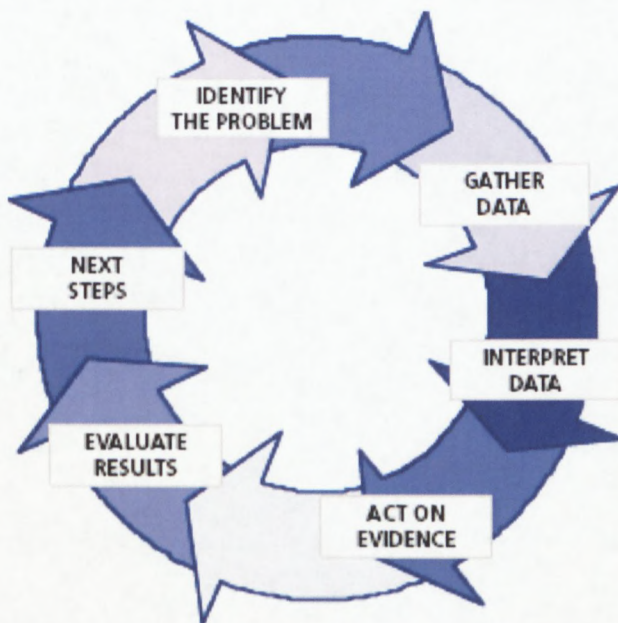 IDENTIFY
THE PROBLEM
GATHER
DATA
INTERPRET
DATA
ACT ON
EVIDENCE
EVALUATE
RESULTS
NEXT
STEPS